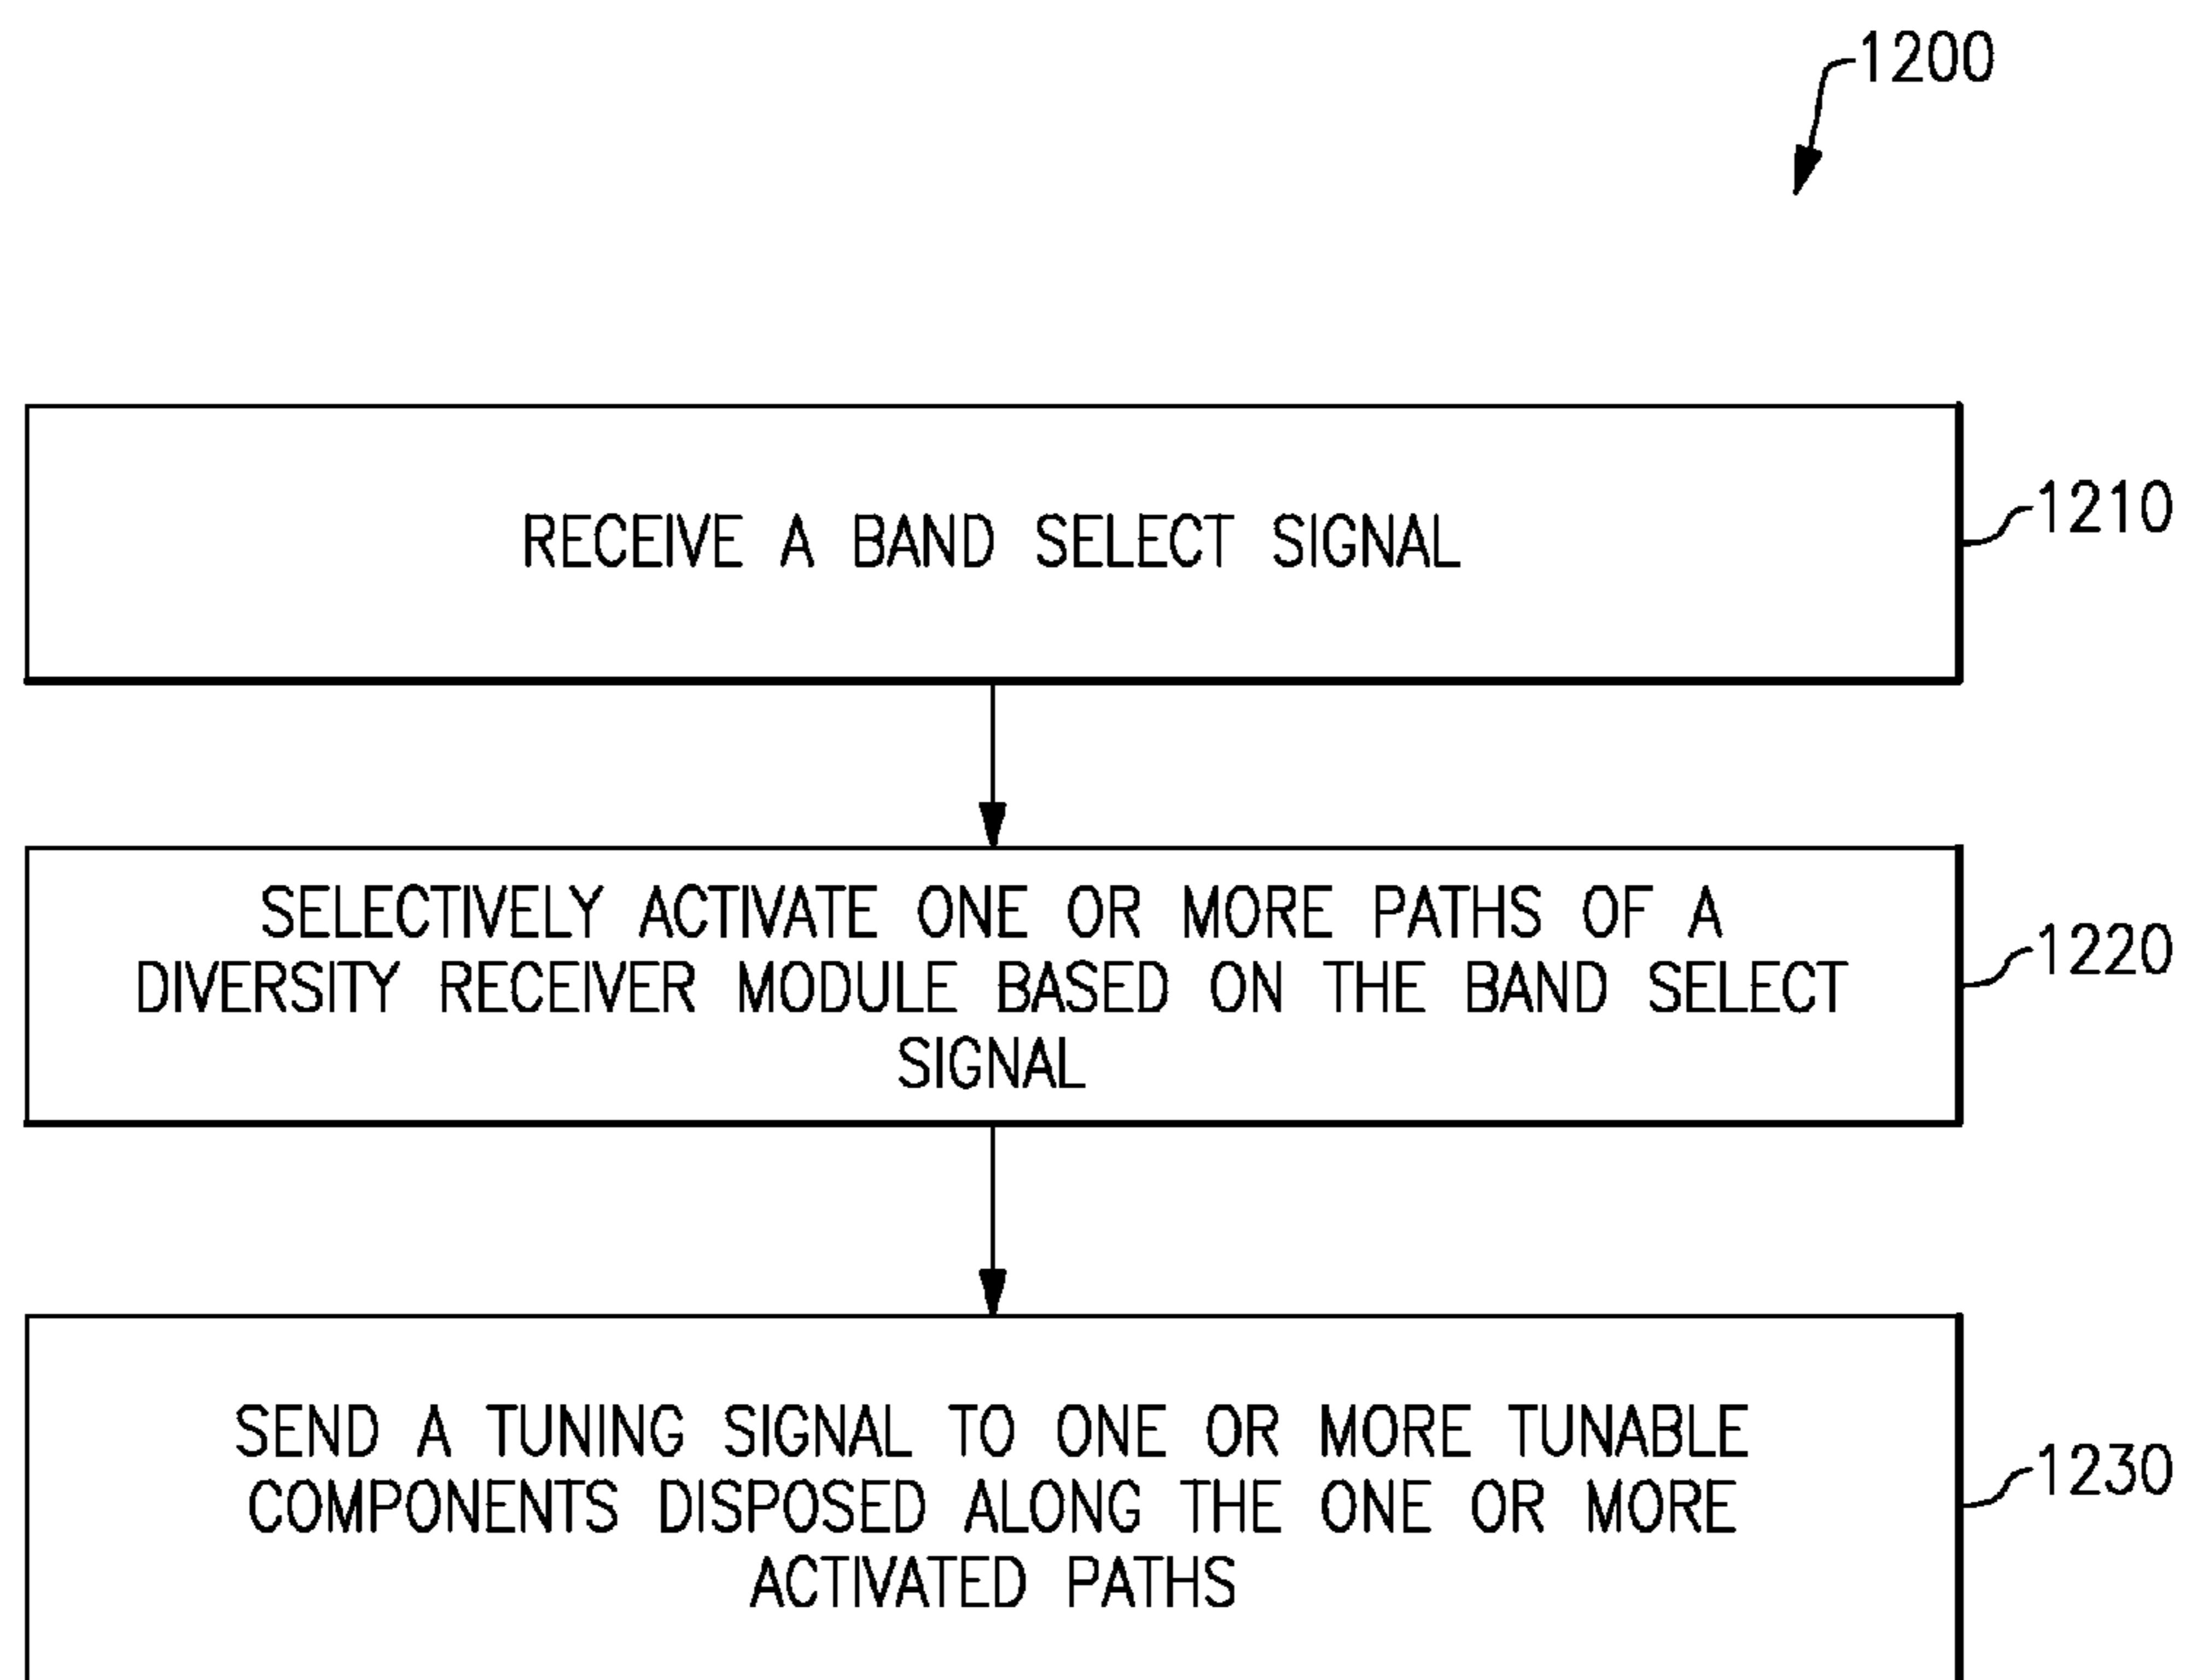 1200
RECEIVE A BAND SELECT SIGNAL
1210
SELECTIVELY ACTIVATE ONE OR MORE PATHS OF A
DIVERSITY RECEIVER MODULE BASED ON THE BAND SELECT
SIGNAL
1220
SEND A TUNING SIGNAL TO ONE OR MORE TUNABLE
COMPONENTS DISPOSED ALONG THE ONE OR MORE
ACTIVATED PATHS
1230